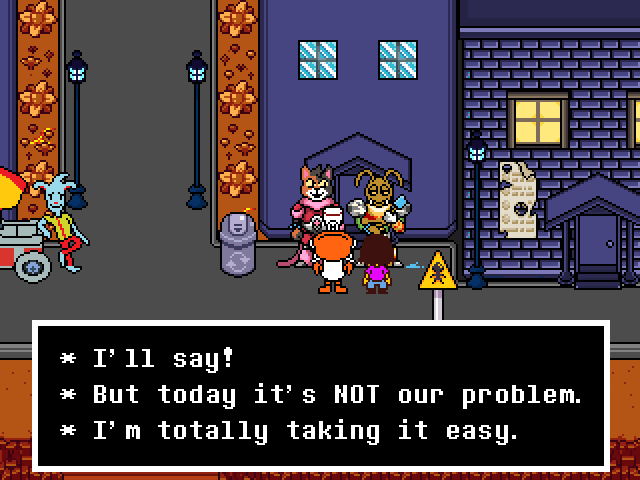 * I'll say!
* But today it's NOT our problem.
* I'm totally taking it easy.